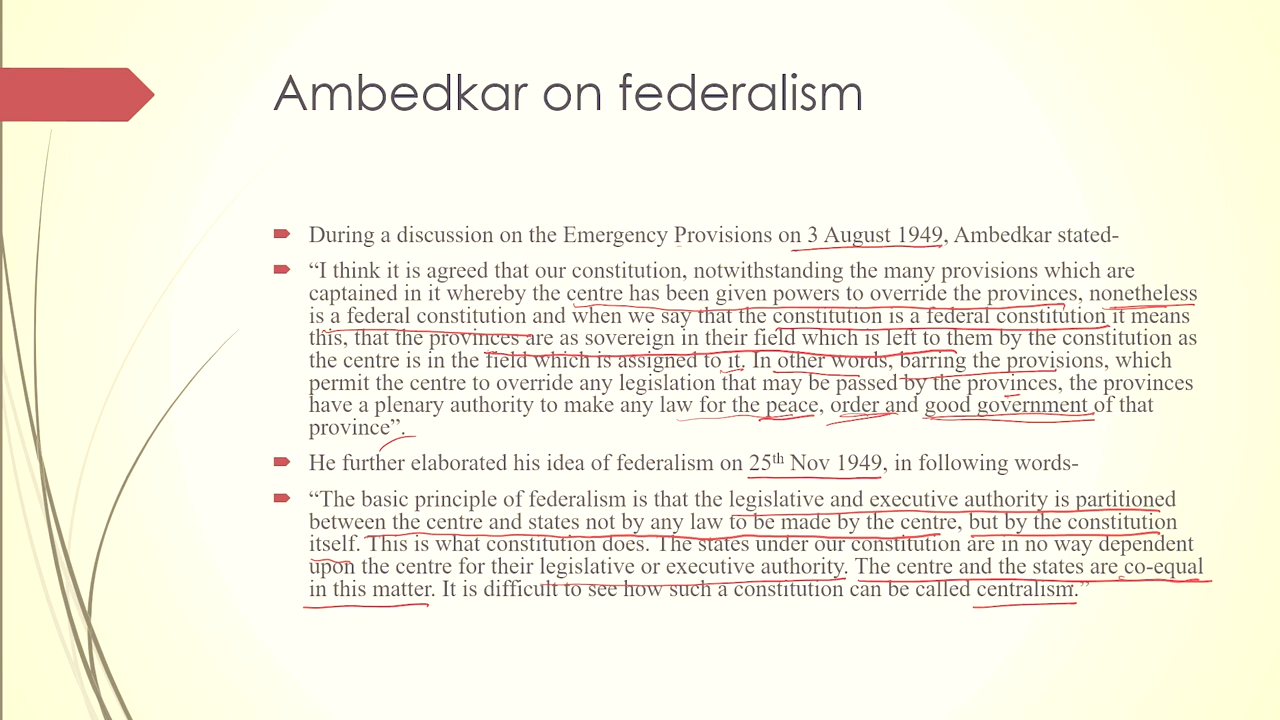 Ambedkar on federalism
During a discussion on the Emergency Provisions on 3 August 1949, Ambedkar stated-
“I think it is agreed that our constitution, notwithstanding the many provisions which are
captained in it whereby the centre has been given powers to override the provinces, nonetheless
is a federal constitution and when we say that the constitution is a federal constitution it means
this, that the provinces are as sovereign in their field which is left to them by the constitution as
the centre is in the field which is assigned to it. In other words, barring the provisions, which
permit the centre to override any legislation that may be passed by the provinces, the provinces
have a plenary authority to make any law for the peace, order and good government of that
province”.
He further elaborated his idea of federalism on 25th Nov 1949, in following words-
“The basic principle of federalism is that the legislative and executive authority is partitioned
between the centre and states not by any law to be made by the centre, but by the constitution
itself. This is what constitution does. The states under our constitution are in no way dependent
upon the centre for their legislative or executive authority. The centre and the states are co-equal
in this matter. It is difficult to see how such a constitution can be called centralism.”